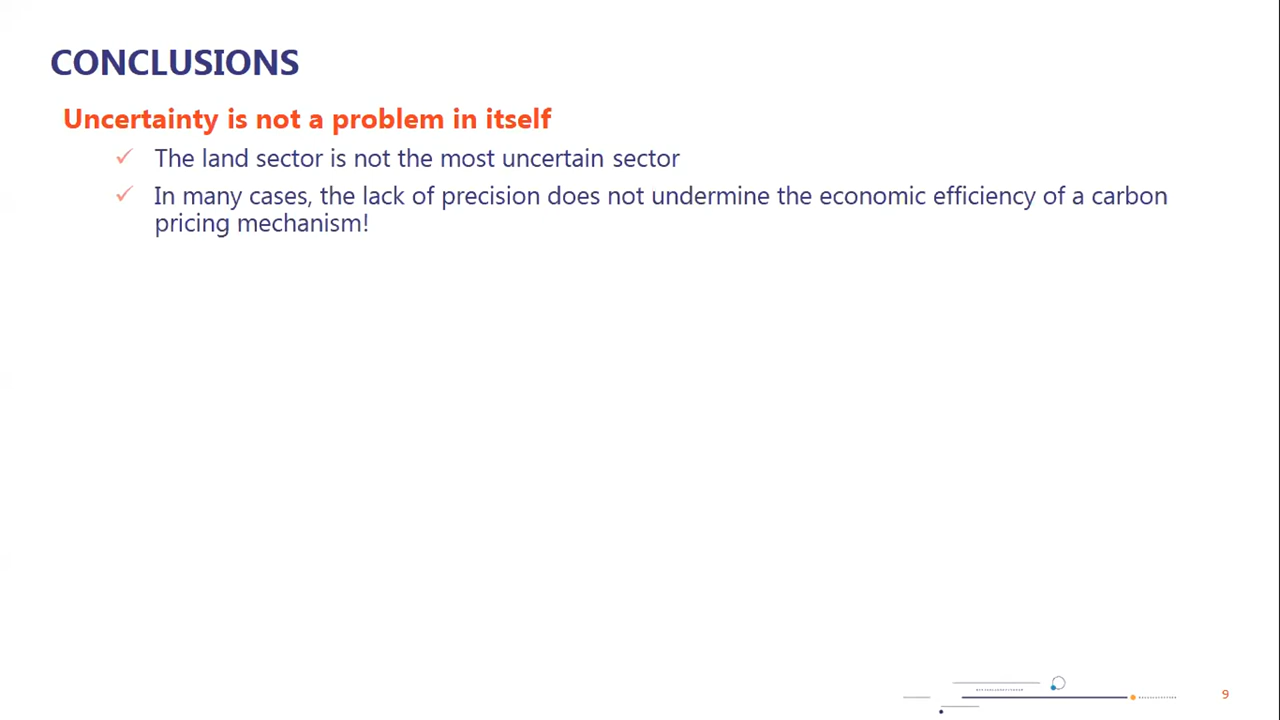 CONCLUSIONS
Uncertainty is not a problem in itself
✓ The land sector is not the most uncertain sector
✓ In many cases, the lack of precision does not undermine the economic efficiency of a carbon
pricing mechanism!
9